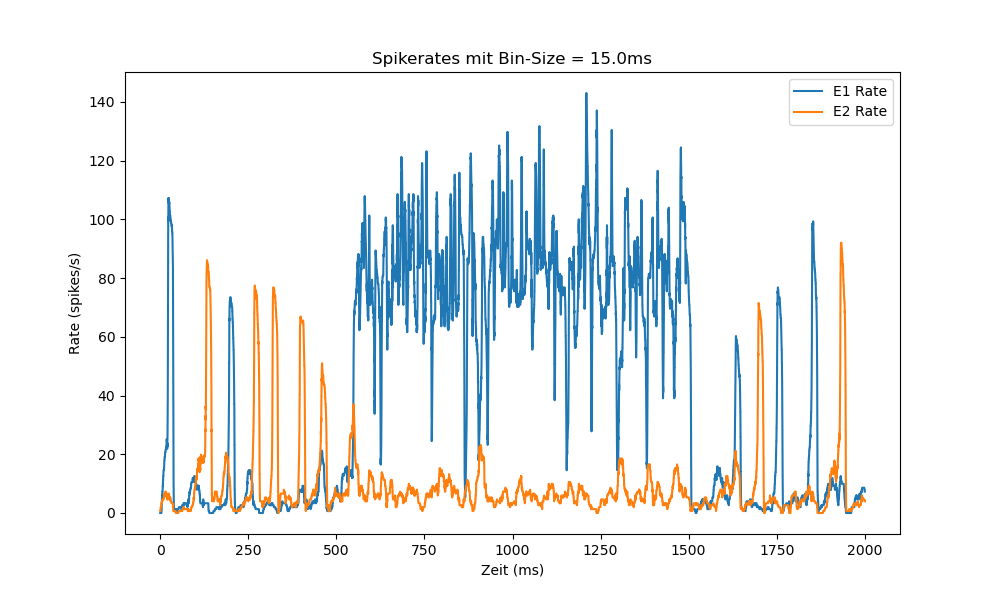 Spikerates mit Bin-Size = 15.0ms
E1 Rate
E2 Rate
Rate (spikes/s)
140
120
100
80
60
40
20
0
0 250 500 750 1000 1250 1500 1750 2000
Zeit (ms)